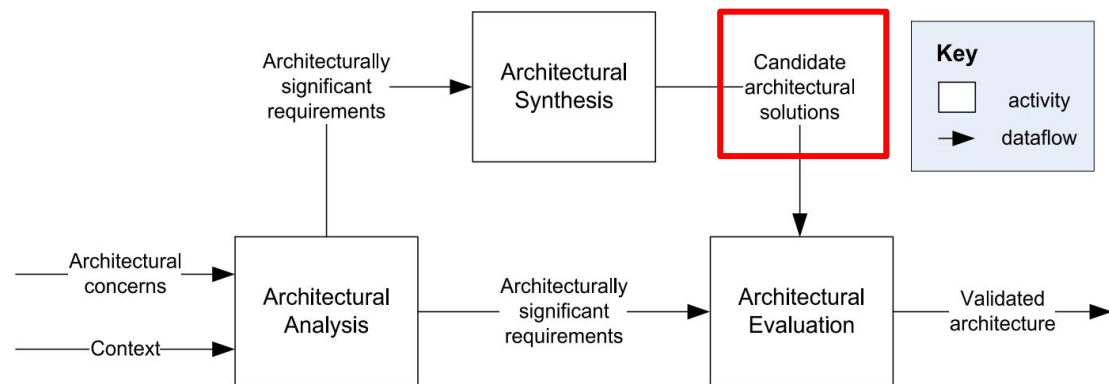 Architecturally
significant
requirements
Architectural
Synthesis
Candidate
architectural
solutions
Key
activity
dataflow
Architectural
concerns
Context
Architectural
Analysis
Architecturally
significant
requirements
Architectural
Evaluation
Validated
architecture